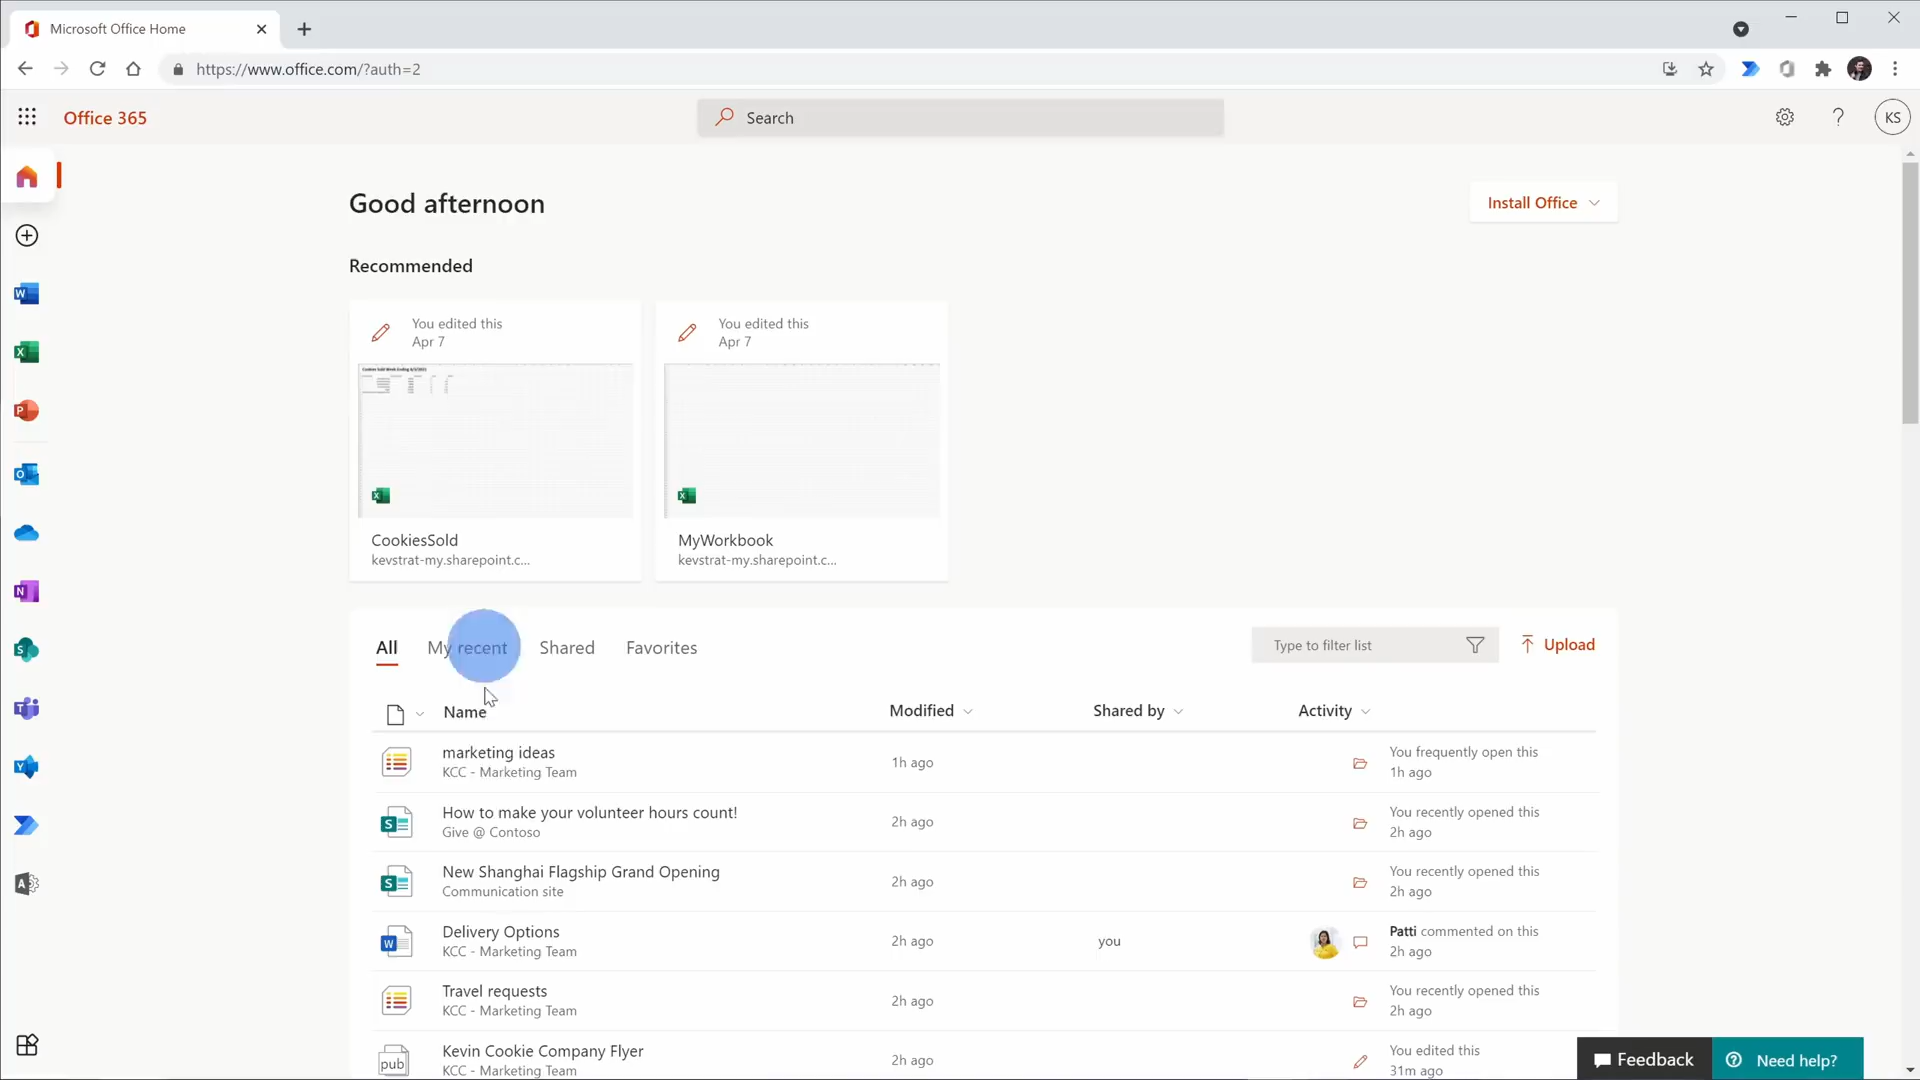 Microsoft Office Home
https://www.office.com/?auth=2
Office 365
Search
KS
Good afternoon
Install Office
Recommended
You edited this
Apr 7
You edited this
Apr 7
Cookies Sold Week Ending
CookiesSold
kevstrat-my.sharepoint.c...
MyWorkbook
kevstrat-my.sharepoint.c...
All
My recent
Shared
Favorites
Type to filter list
Upload
Name
Modified
Shared by
Activity
marketing ideas
KCC - Marketing Team
1h ago
You frequently open this
1h ago
How to make your volunteer hours count!
Give @ Contoso
2h ago
You recently opened this
2h ago
New Shanghai Flagship Grand Opening
Communication site
2h ago
You recently opened this
2h ago
Delivery Options
KCC - Marketing Team
2h ago
you
Patti commented on this
2h ago
Travel requests
KCC - Marketing Team
2h ago
You recently opened this
2h ago
pub
Kevin Cookie Company Flyer
KCC - Marketing Team
2h ago
You edited this
31m ago
Feedback
Need help?